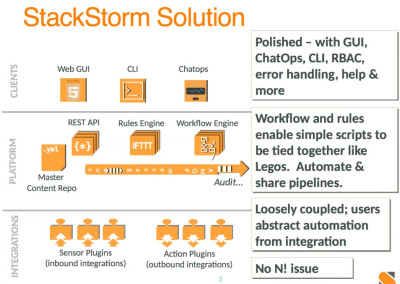 StackStorm Solution
CLIENTS
Web GUI
CLI
Chatops
Polished – with GUI,
ChatOps, CLI, RBAC,
error handling, help &
more
PLATFORM
REST API
Rules Engine
Workflow Engine
.yml
{*}
IFTTT
Master
Content Repo
Audit...
Workflow and rules
enable simple scripts to
be tied together like
Legos. Automate &
share pipelines.
INTEGRATIONS
Sensor Plugins
(inbound integrations)
Action Plugins
(outbound integrations)
Loosely coupled; users
abstract automation
from integration
No N! issue
3